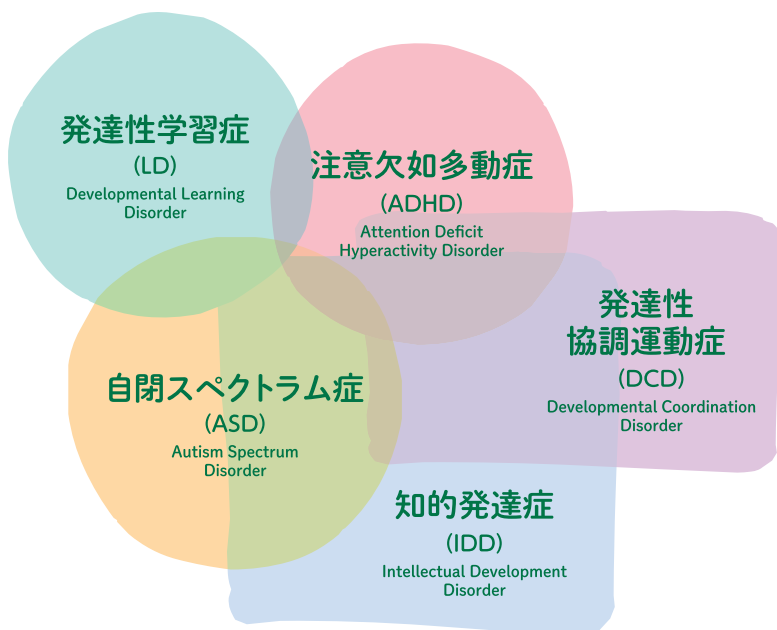 発達性学習症
(LD)
Developmental Learning
Disorder
注意欠如多動症
(ADHD)
Attention Deficit
Hyperactivity Disorder
発達性
協調運動症
(DCD)
Developmental Coordination
Disorder
自閉スペクトラム症
(ASD)
Autism Spectrum
Disorder
知的発達症
(IDD)
Intellectual Development
Disorder